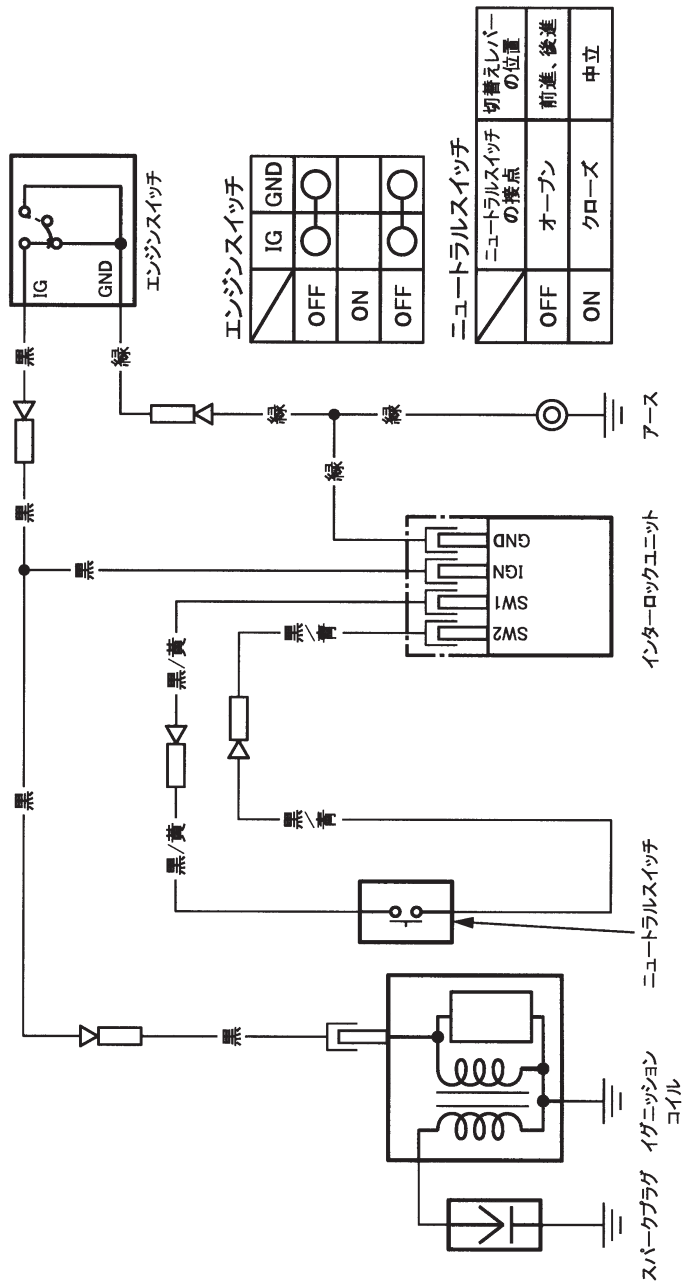 黒
黒
黒
IG
黒
GND
緑
エンジンスイッチ
黒/黄
黒/黄
黒
緑
黒/青
黒/青
緑
緑
エンジンスイッチ
IG GND
OFF
ON
OFF
ニュートラルスイッチ
ニュートラルスイッチ
の接点
切替えレバー
の位置
OFF オープン 前進、後進
ON クローズ 中立
SW2
SW1
IGN
GND
スパークプラグ
イグニッション
コイル
ニュートラルスイッチ
インターロックユニット
アース